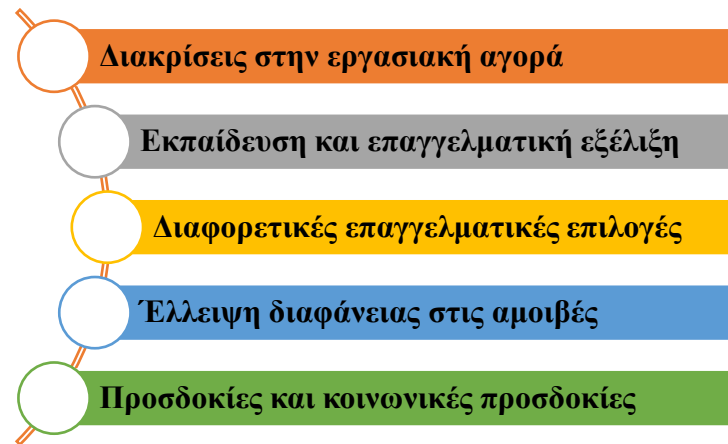 Διακρίσεις στην εργασιακή αγορά
Εκπαίδευση και επαγγελματική εξέλιξη
Διαφορετικές επαγγελματικές επιλογές
Έλλειψη διαφάνειας στις αμοιβές
Προσδοκίες και κοινωνικές προσδοκίες